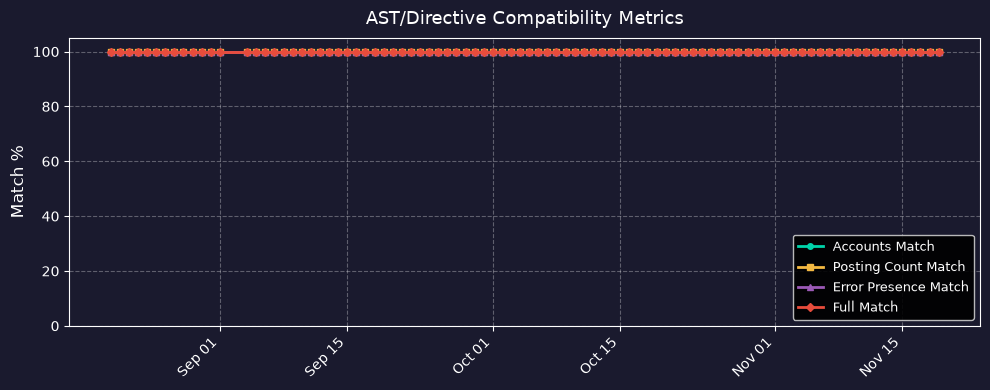 AST/Directive Compatibility Metrics
Match %
100
80
60
40
20
0
Accounts Match
Posting Count Match
Error Presence Match
Full Match
Sep 01
Sep 15
Oct 01
Oct 15
Nov 01
Nov 15